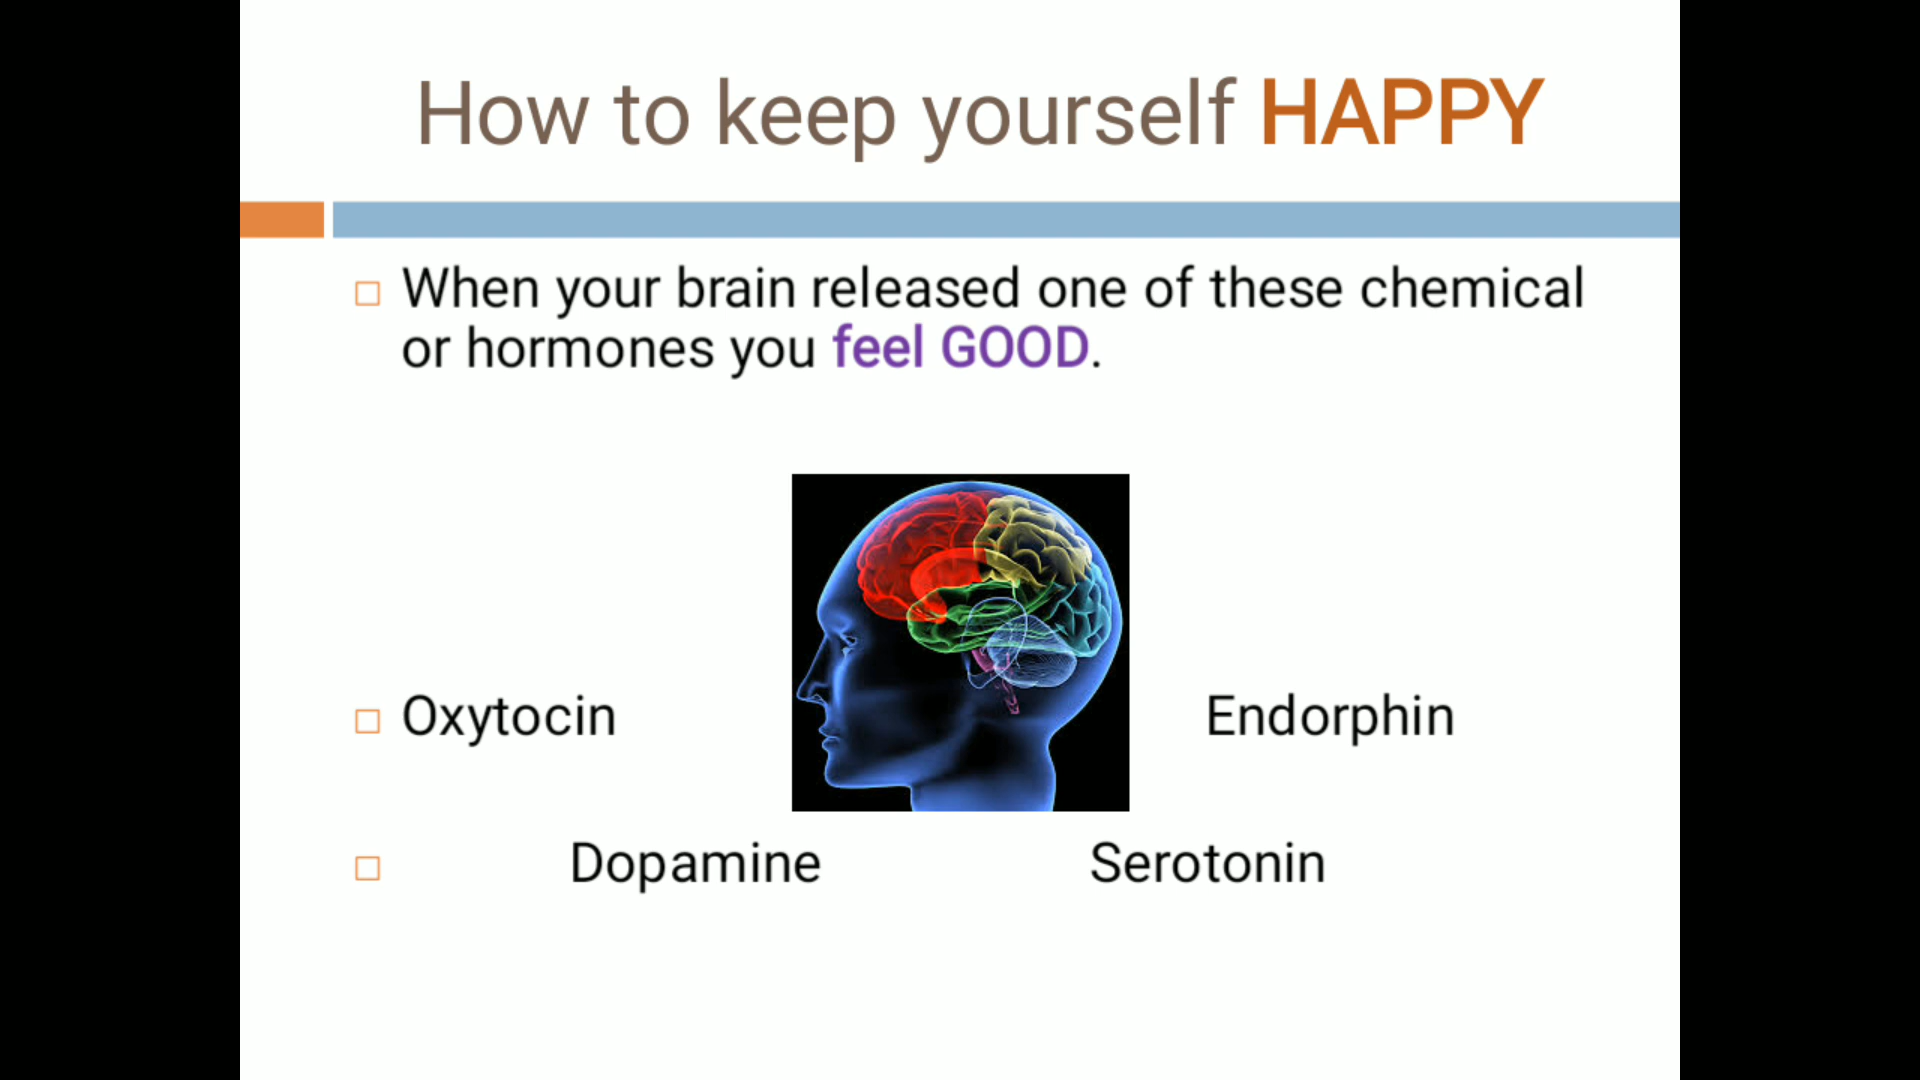 How to keep yourself HAPPY
When your brain released one of these chemical
or hormones you feel GOOD.
Oxytocin Endorphin
Dopamine Serotonin